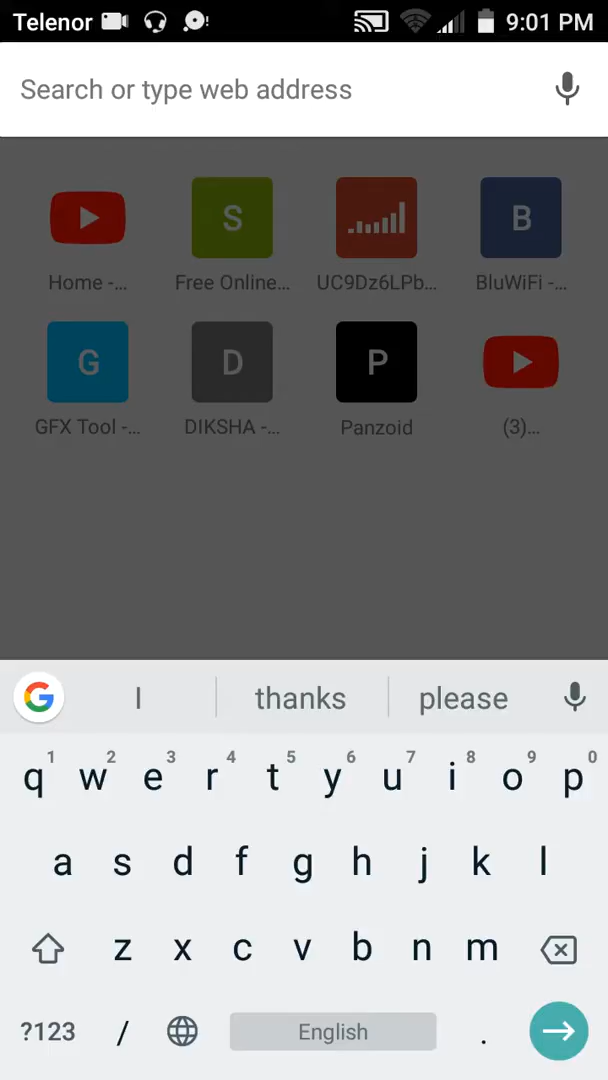 Telenor 9:01 PM
Search or type web address
S B
Home -... Free Online... UC9Dz6LPb... BluWiFi -...
G D P
GFX Tool -... DIKSHA -... Panzoid (3)...
G I thanks please
1 2 3 4 5 6 7 8 9 0
q w e r t y u i o p
a s d f g h j k l
z x c v b n m
?123 / English .